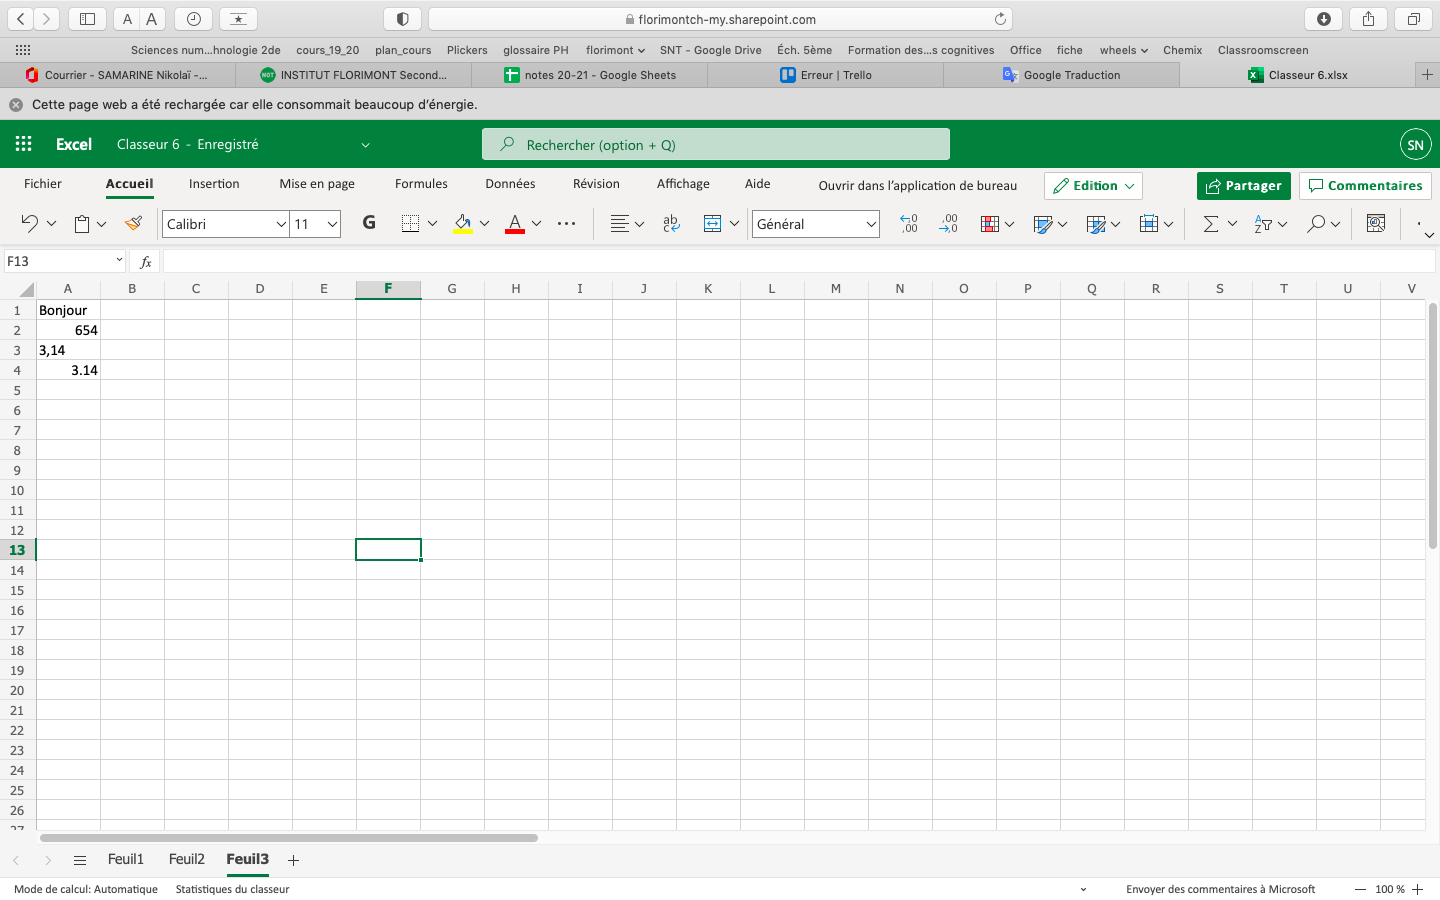 A A
florimontch-my.sharepoint.com
Sciences num...hnologie 2de cours_19_20 plan_cours Plickers glossaire PH florimont wheels SNT - Google Drive Éch. 5ème Formation des...s cognitives Office fiche wheels Chemix Classroomscreen
Courrier - SAMARINE Nikolaï -... NOT INSTITUT FLORIMONT Second... notes 20-21 - Google Sheets Erreur | Trello Google Traduction Classeur 6.xlsx
Cette page web a été rechargée car elle consommait beaucoup d'énergie.
Excel Classeur 6 - Enregistré Rechercher (option + Q) SN
Fichier Accueil Insertion Mise en page Formules Données Révision Affichage Aide Ouvrir dans l'application de bureau Edition Partager Commentaires
Calibri 11 G A ab c Général ,00 ,00 ,0 A Z
F13 fx
A B C D E F G H I J K L M N O P Q R S T U V
1 Bonjour
2 654
3 3,14
4 3.14
5
6
7
8
9
10
11
12
13
14
15
16
17
18
19
20
21
22
23
24
25
26
27
Feuil1 Feuil2 Feuil3
Mode de calcul: Automatique Statistiques du classeur Envoyer des commentaires à Microsoft 100 %